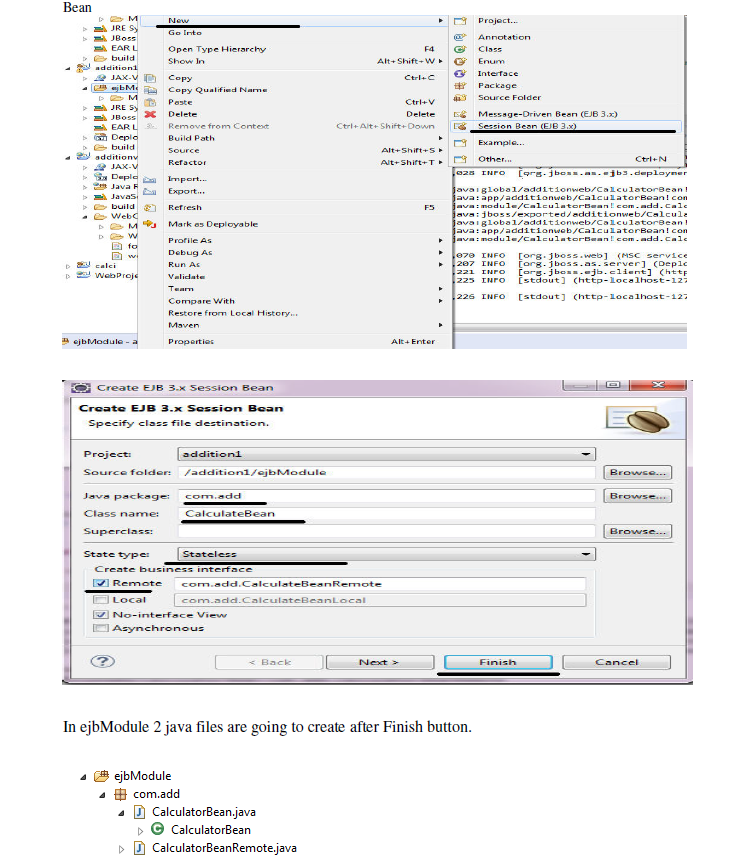 Bean
M
JRE Sy
JBoss
EAR L
build
addition1
JAX-V
ejbMo
M
JRE Sy
JBoss
EAR L
Deplo
build
additionv
JAX-V
Deplo
Java R
JavaS
build
WebC
M
W
fo
w
calci
WebProje
ejbModule - a
New
Go Into
Open Type Hierarchy F4
Show In Alt+Shift+W
Copy Ctrl+C
Copy Qualified Name
Paste Ctrl+V
Delete Delete
Remove from Context Ctrl+Alt+Shift+Down
Build Path
Source Alt+Shift+S
Refactor Alt+Shift+T
Import...
Export...
Refresh F5
Mark as Deployable
Profile As
Debug As
Run As
Validate
Team
Compare With
Restore from Local History...
Maven
Properties Alt+Enter
Project...
Annotation
Class
Enum
Interface
Package
Source Folder
Message-Driven Bean (EJB 3.x)
Session Bean (EJB 3.x)
Example...
Other... Ctrl+N
,028 INFO [org.jboss.as.ejb3.deploymer
java:global/additionweb/CalculatorBean!
java:app/additionweb/CalculatorBean!com
java:module/CalculatorBean!com.add.Calc
java:jboss/exported/additionweb/Calcula
java:global/additionweb/CalculatorBean!
java:app/additionweb/CalculatorBean!com
java:module/CalculatorBean!com.add.Calc
,070 INFO [org.jboss.web] (MSC service
,207 INFO [org.jboss.as.server] (Deplo
,221 INFO [org.jboss.ejb.client] (http
,225 INFO [stdout] (http-localhost-127
,226 INFO [stdout] (http-localhost-127
Create EJB 3.x Session Bean
Create EJB 3.x Session Bean
Specify class file destination.
Project: addition1
Source folder: /addition1/ejbModule Browse...
Java package: com.add Browse...
Class name: CalculateBean
Superclass: Browse...
State type: Stateless
Create business interface
Remote com.add.CalculateBeanRemote
Local com.add.CalculateBeanLocal
No-interface View
Asynchronous
? < Back Next > Finish Cancel
In ejbModule 2 java files are going to create after Finish button.
ejbModule
com.add
CalculatorBean.java
CalculatorBean
CalculatorBeanRemote.java